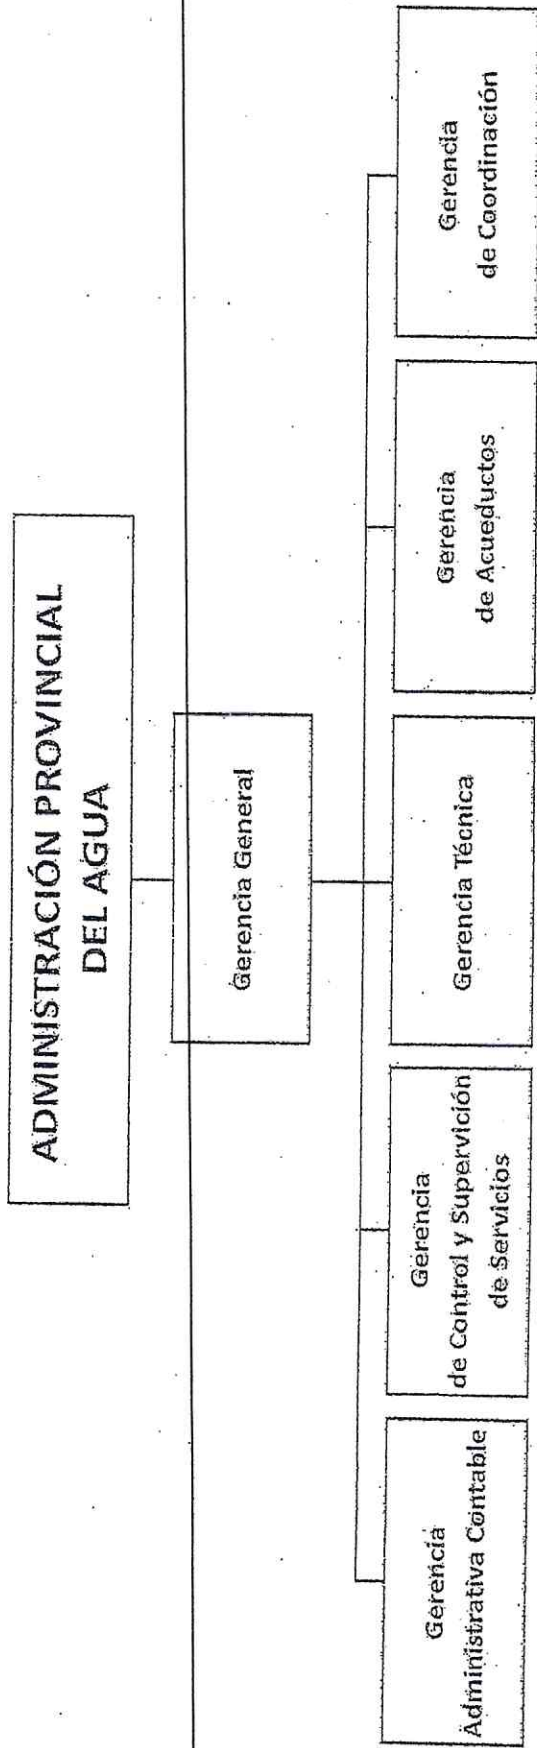 ADMINISTRACIÓN PROVINCIAL
DEL AGUA
Gerencia General
Gerencia
Administrativa Contable
Gerencia
de Control y Supervición
de Servicios
Gerencia Técnica
Gerencia
de Acueductos
Gerencia
de Coordinación